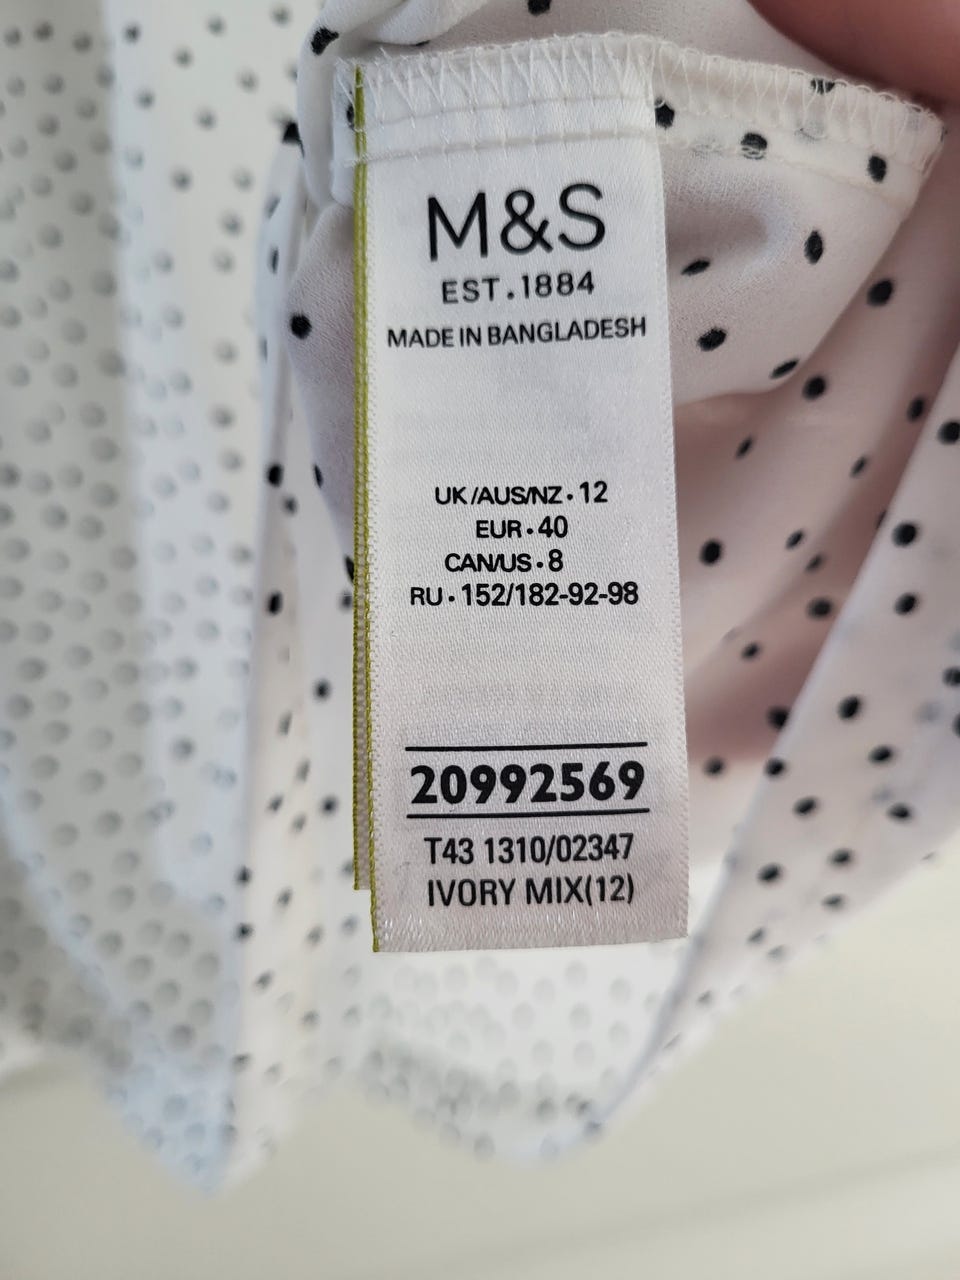 M&S
EST.1884
MADE IN BANGLADESH
UK/AUS/NZ · 12
EUR · 40
CAN/US · 8
RU · 152/182-92-98
20992569
T43 1310/02347
IVORY MIX(12)